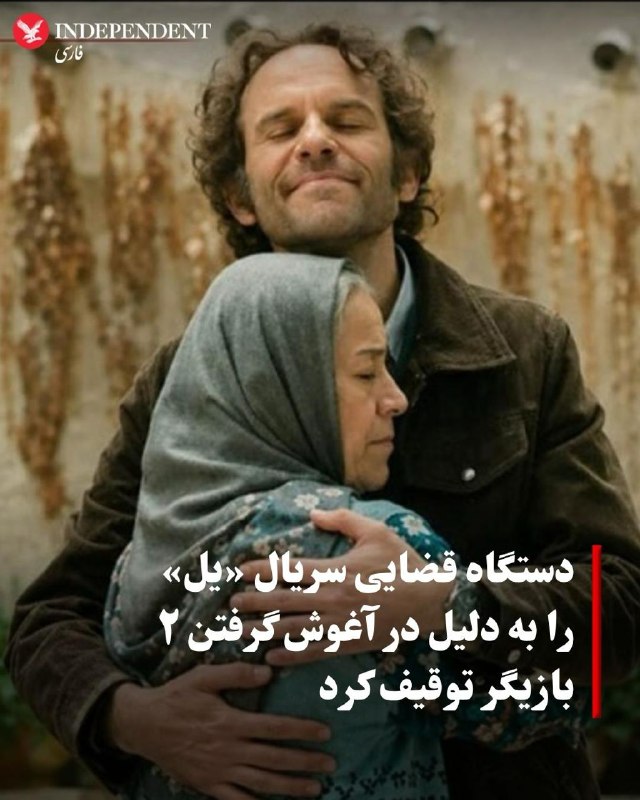 INDEPENDENT
فارسی
دستگاه قضایی سریال «یل»
را به دلیل در آغوش گرفتن ۲
بازیگر توقیف کرد